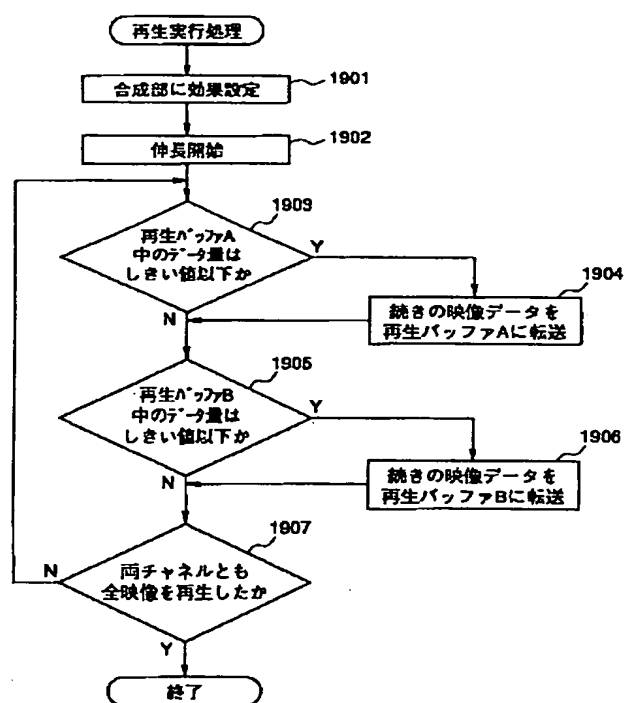 再生実行処理
合成部に効果設定
1901
伸長開始
1902
1903
再生バッファA
中のデータ量は
しきい値以下か
Y
N
1904
続きの映像データを
再生バッファAに転送
1905
再生バッファB
中のデータ量は
しきい値以下か
Y
N
1906
続きの映像データを
再生バッファBに転送
1907
両チャネルとも
全映像を再生したか
N
Y
終了